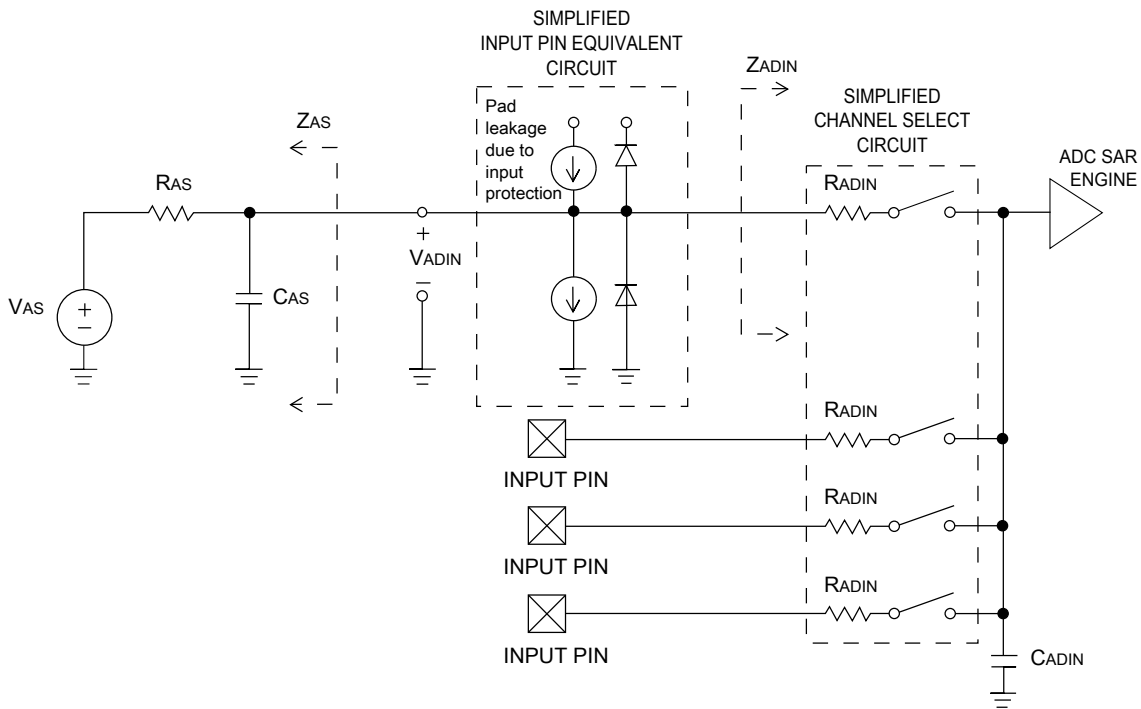 SIMPLIFIED
INPUT PIN EQUIVALENT
CIRCUIT
ZADIN
SIMPLIFIED
CHANNEL SELECT
CIRCUIT
Pad
leakage
due to
input
protection
ZAS
ADC SAR
ENGINE
RAS
RADIN
+
VADIN
–
VAS
+
–
CAS
RADIN
INPUT PIN
RADIN
INPUT PIN
RADIN
INPUT PIN
CADIN